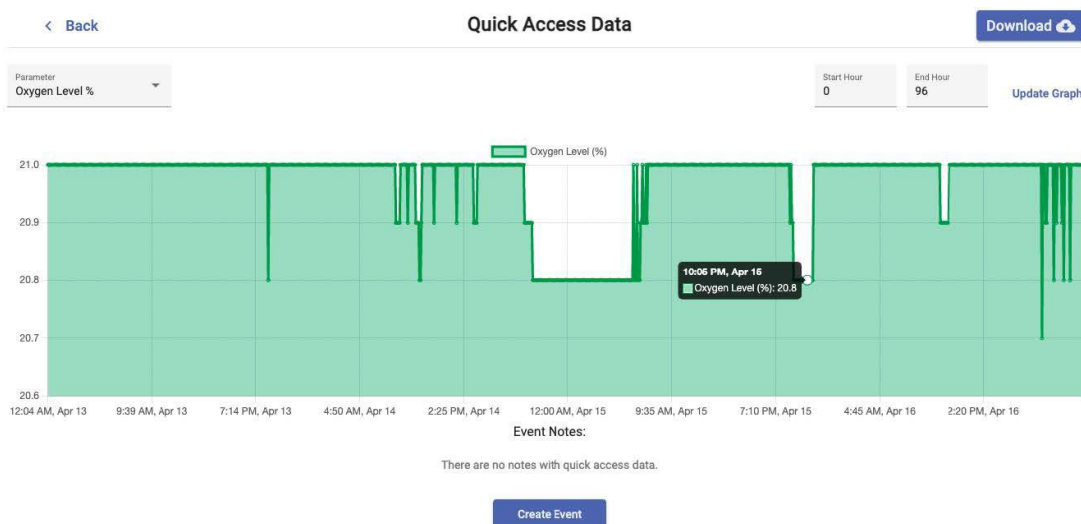 Back
Quick Access Data
Download
Parameter
Oxygen Level %
Start Hour
0
End Hour
96
Update Graph
Oxygen Level (%)
21.0
20.9
20.8
20.7
20.6
10:05 PM, Apr 15
Oxygen Level (%): 20.8
12:04 AM, Apr 13
9:39 AM, Apr 13
7:14 PM, Apr 13
4:50 AM, Apr 14
2:25 PM, Apr 14
12:00 AM, Apr 15
9:35 AM, Apr 15
7:10 PM, Apr 15
4:45 AM, Apr 16
2:20 PM, Apr 16
Event Notes:
There are no notes with quick access data.
Create Event